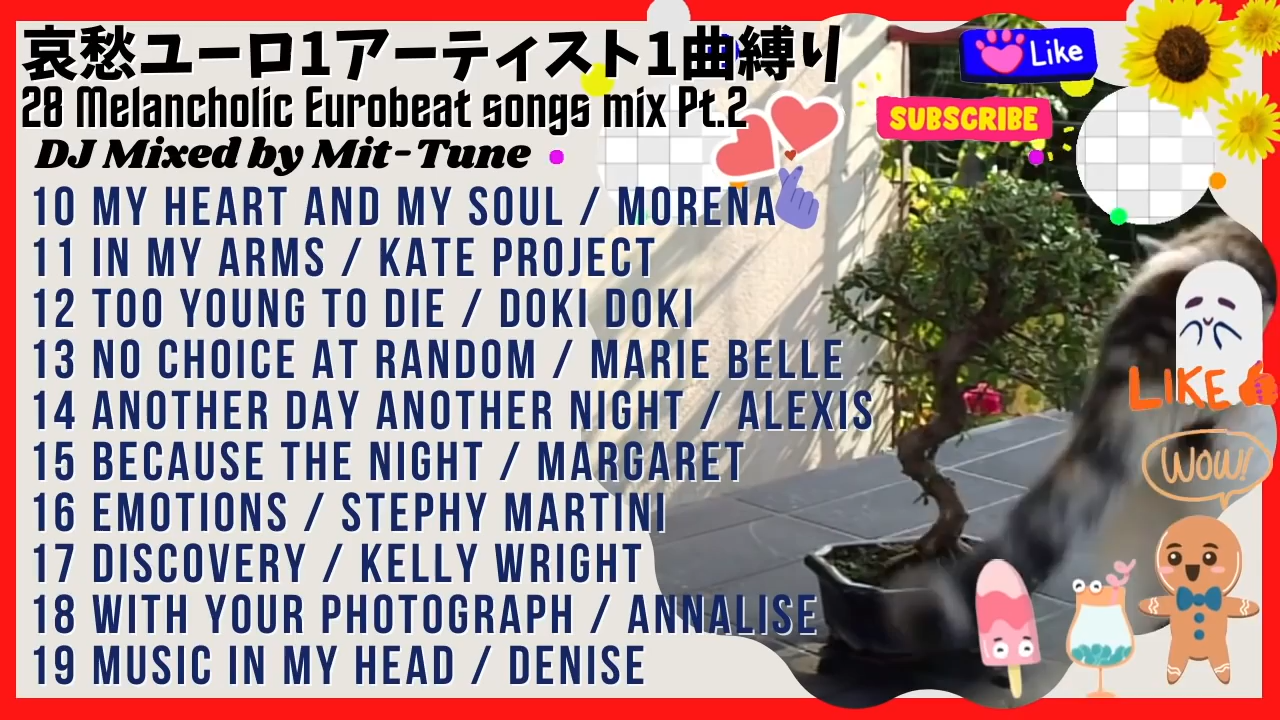 哀愁ユーロ1アーティスト1曲縛り
28 Melancholic Eurobeat songs mix Pt.2
DJ Mixed by Mit-Tune
10 MY HEART AND MY SOUL / MORENA
11 IN MY ARMS / KATE PROJECT
12 TOO YOUNG TO DIE / DOKI DOKI
13 NO CHOICE AT RANDOM / MARIE BELLE
14 ANOTHER DAY ANOTHER NIGHT / ALEXIS
15 BECAUSE THE NIGHT / MARGARET
16 EMOTIONS / STEPHY MARTINI
17 DISCOVERY / KELLY WRIGHT
18 WITH YOUR PHOTOGRAPH / ANNALISE
19 MUSIC IN MY HEAD / DENISE
Like
SUBSCRIBE
LIKE
WOW!